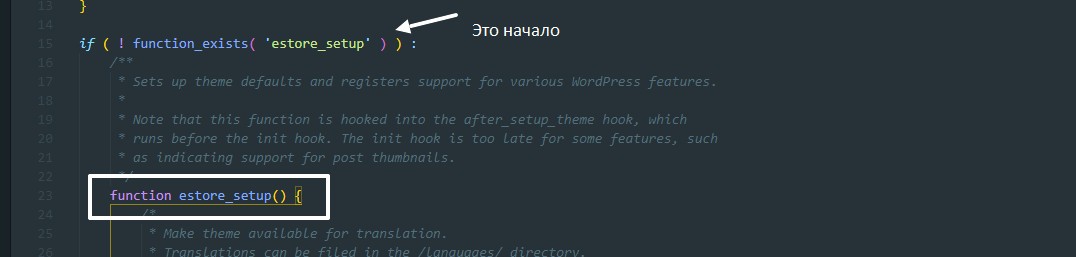 13 }
14
Это начало
15 if ( ! function_exists( 'estore_setup' ) ) :
16 /**
17 * Sets up theme defaults and registers support for various WordPress features.
18 *
19 * Note that this function is hooked into the after_setup_theme hook, which
20 * runs before the init hook. The init hook is too late for some features, such
21 * as indicating support for post thumbnails.
22 */
23 function estore_setup() {
24 /*
25 * Make theme available for translation.
26 * Translations can be filed in the /languages/ directory.